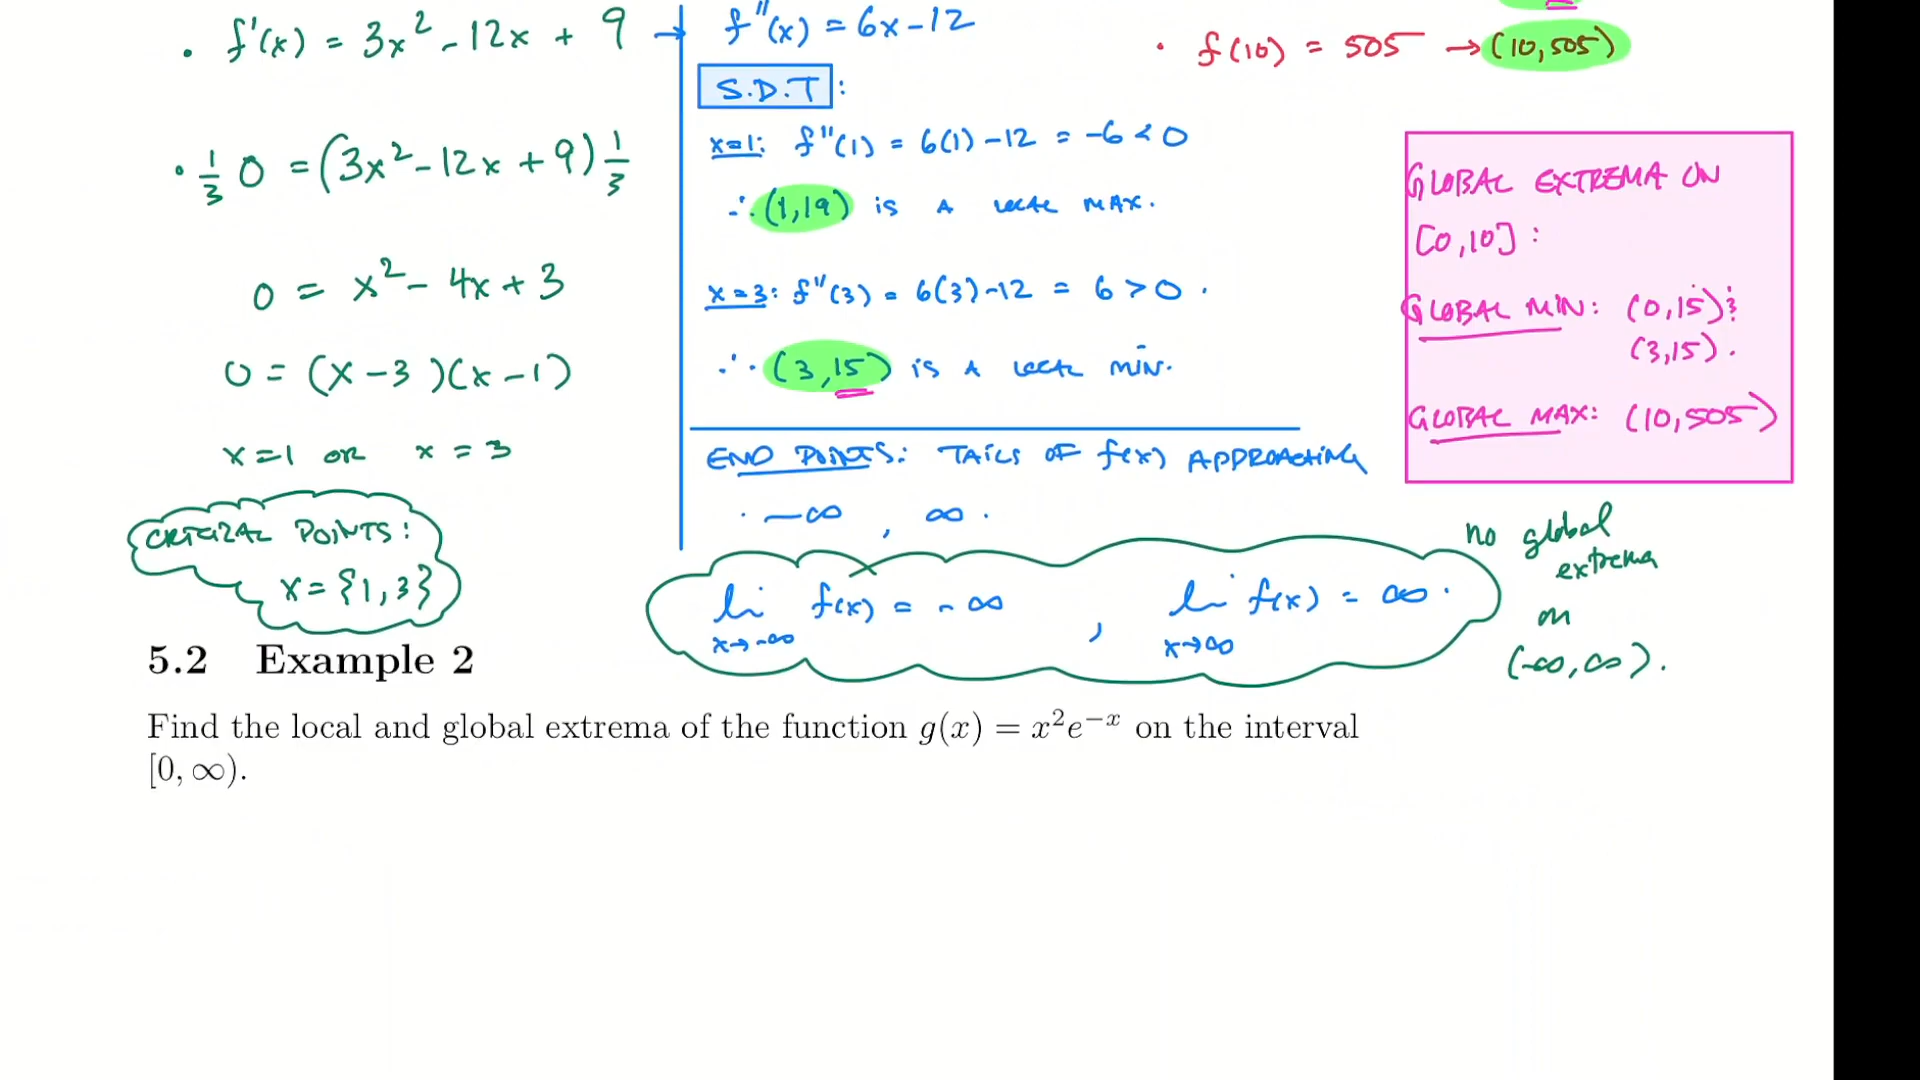 • f'(x) = 3x² - 12x + 9 →
• 1/3 0 = (3x² - 12x + 9) 1/3
0 = x² - 4x + 3
0 = (x - 3)(x - 1)
x = 1 or x = 3
CRITICAL POINTS:
x = {1, 3}
f''(x) = 6x - 12
S.D.T :
x=1: f''(1) = 6(1) - 12 = -6 < 0
∴ (1, 19) is A LOCAL MAX.
x=3: f''(3) = 6(3) - 12 = 6 > 0.
∴ (3, 15) is A LOCAL MIN.
END POINTS: TAILS OF f(x) APPROACHING
• -∞ , ∞ .
lim f(x) = -∞ , lim f(x) = ∞ .
x→-∞ x→∞
• f(10) = 505 → (10, 505)
GLOBAL EXTREMA ON
[0, 10] :
GLOBAL MIN: (0, 15) &
(3, 15) .
GLOBAL MAX: (10, 505)
no global
extrema
on
(-∞, ∞) .
5.2 Example 2
Find the local and global extrema of the function g(x) = x²e⁻ˣ on the interval
[0, ∞).